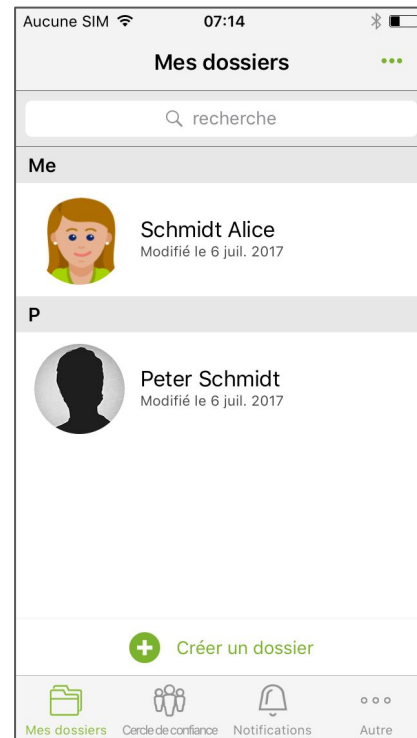 Aucune SIM 07:14
Mes dossiers
recherche
Me
Schmidt Alice
Modifié le 6 juil. 2017
P
Peter Schmidt
Modifié le 6 juil. 2017
Créer un dossier
Mes dossiers Cercle de confiance Notifications Autre